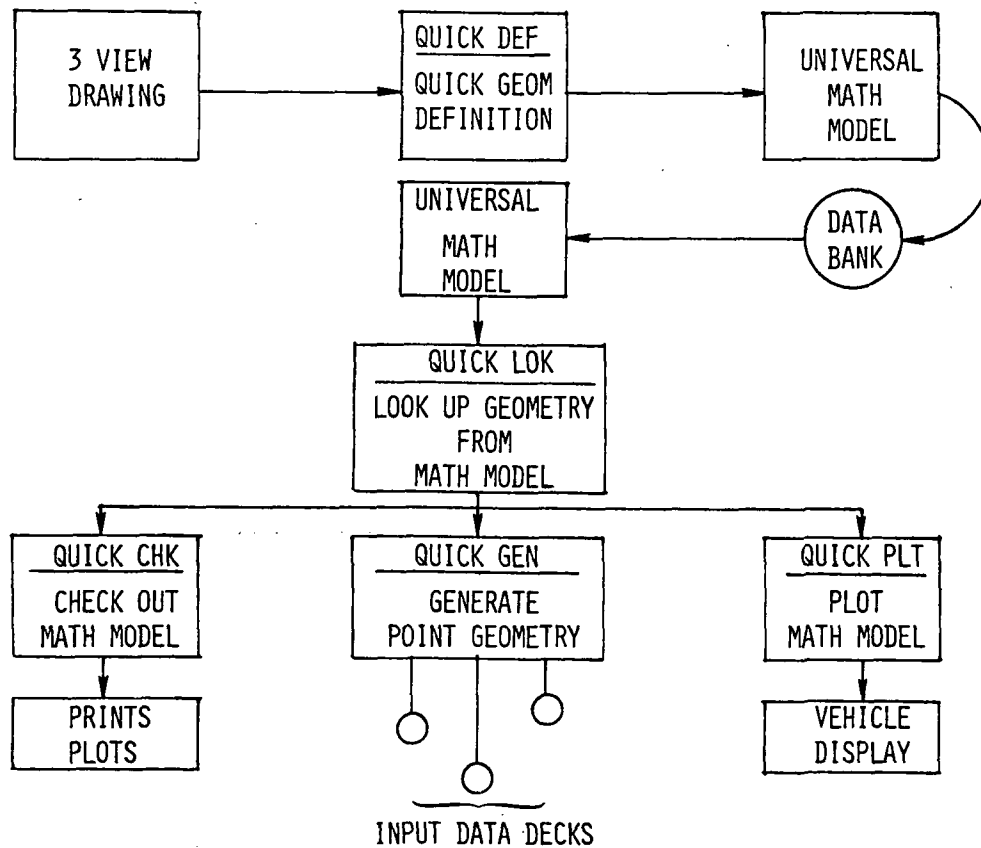 3 VIEW
DRAWING
QUICK DEF
QUICK GEOM
DEFINITION
UNIVERSAL
MATH
MODEL
UNIVERSAL
MATH
MODEL
DATA
BANK
QUICK LOK
LOOK UP GEOMETRY
FROM
MATH MODEL
QUICK CHK
CHECK OUT
MATH MODEL
QUICK GEN
GENERATE
POINT GEOMETRY
QUICK PLT
PLOT
MATH MODEL
PRINTS
PLOTS
VEHICLE
DISPLAY
INPUT DATA DECKS